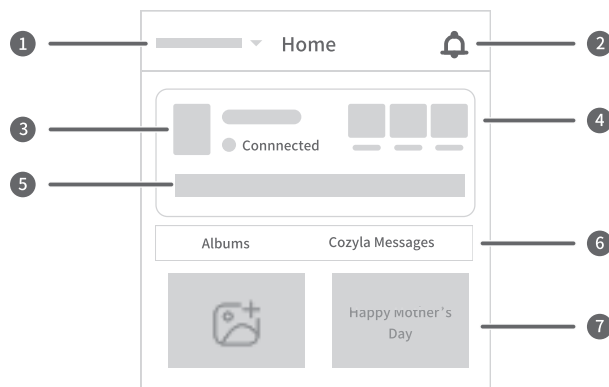 1
Home
2
3
Connnected
4
5
Albums
Cozyla Messages
6
Happy Mother's
Day
7